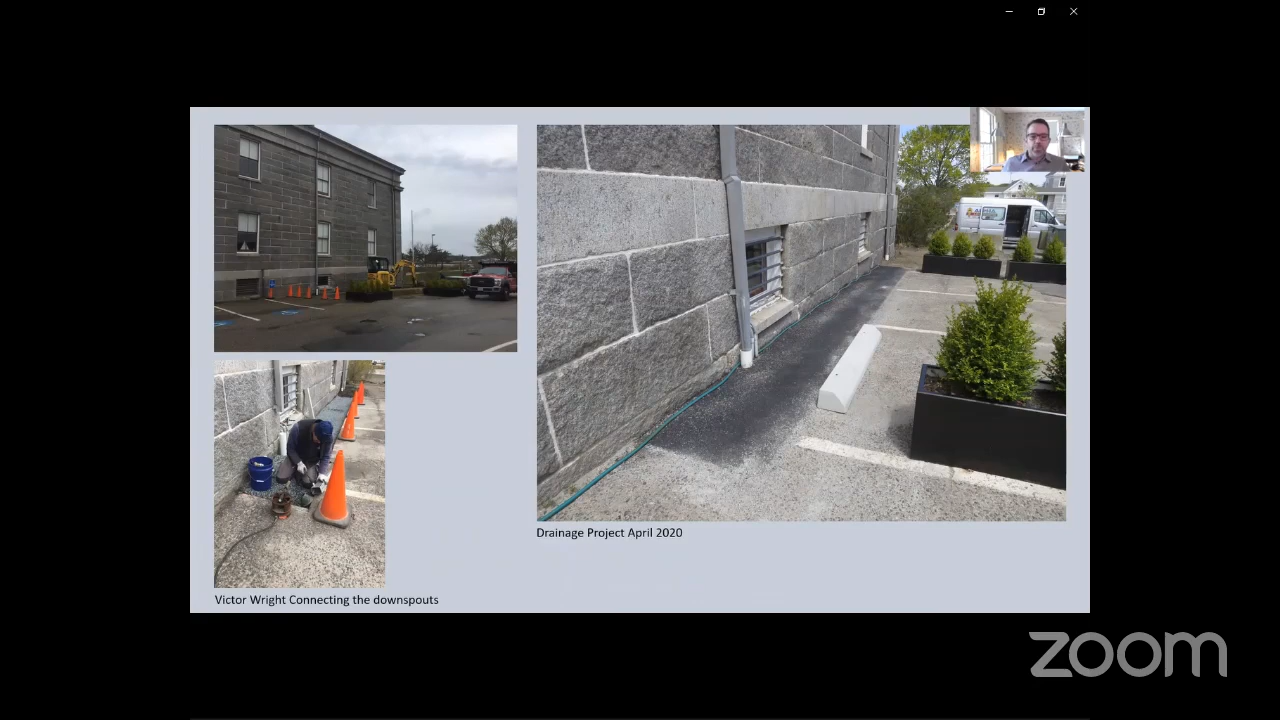 Drainage Project April 2020
Victor Wright Connecting the downspouts
zoom